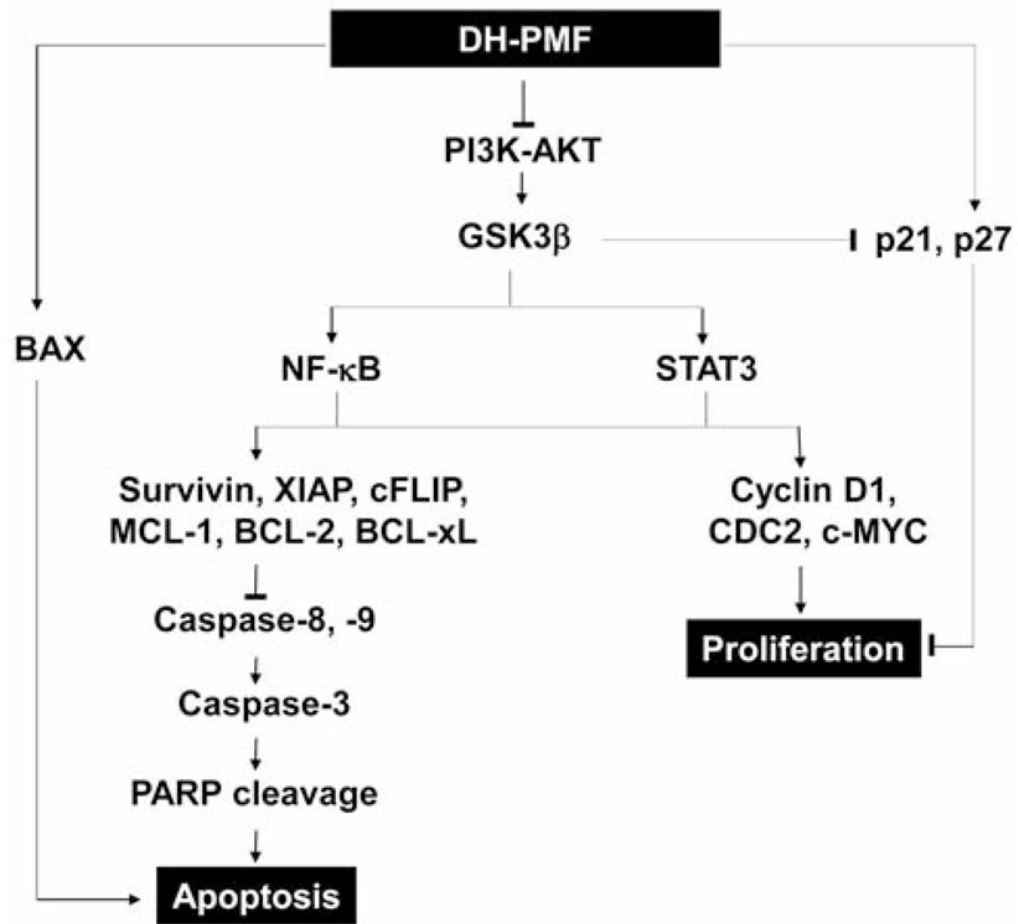 DH-PMF
PI3K-AKT
GSK3β
p21, p27
BAX
NF-κB
STAT3
Survivin, XIAP, cFLIP,
MCL-1, BCL-2, BCL-xL
Cyclin D1,
CDC2, c-MYC
Caspase-8, -9
Proliferation
Caspase-3
PARP cleavage
Apoptosis